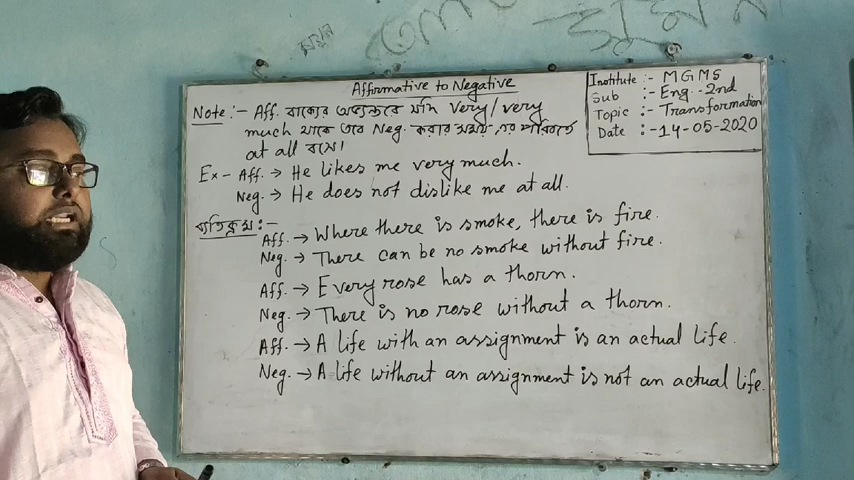 Affirmative to Negative
Institute :- MGMS
Sub :- Eng.-2nd
Topic :- Transformation
Date :- 14-05-2020
Note :- Aff. বাক্যের অভ্যন্তরে যদি very/very
much থাকে তবে Neg. করার সময় এর পরিবর্তে
at all বসে।
Ex- Aff. → He likes me very much.
Neg. → He does not dislike me at all.
ব্যতিক্রম :-
Aff. → Where there is smoke, there is fire.
Neg. → There can be no smoke without fire.
Aff. → Every rose has a thorn.
Neg. → There is no rose without a thorn.
Aff. → A life with an assignment is an actual life.
Neg. → A life without an assignment is not an actual life.